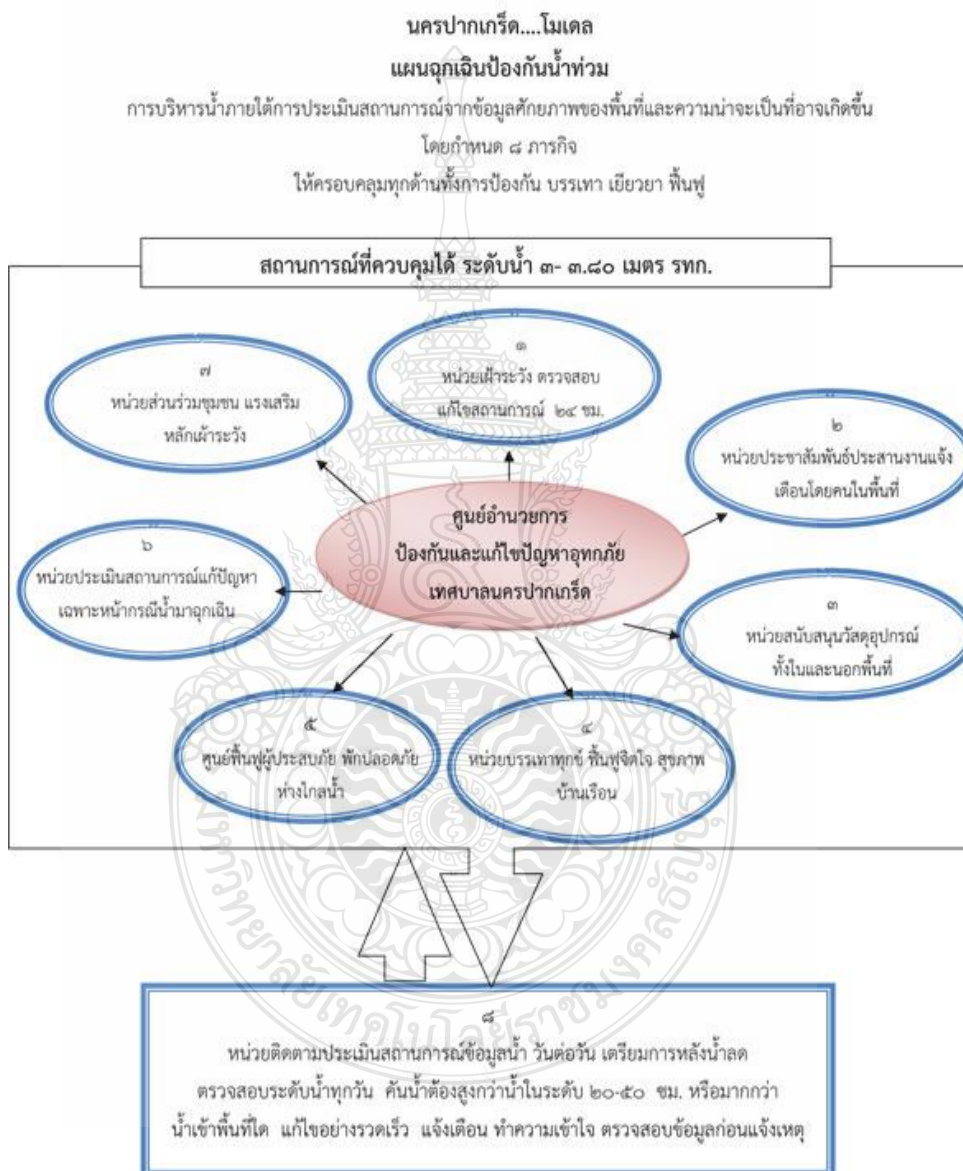 นครปากเกร็ด....โมเดล
แผนฉุกเฉินป้องกันน้ำท่วม
การบริหารน้ำภายใต้การประเมินสถานการณ์จากข้อมูลศักยภาพของพื้นที่และความน่าจะเป็นที่อาจเกิดขึ้น
โดยกำหนด ๘ ภารกิจ
ให้ครอบคลุมทุกด้านทั้งการป้องกัน บรรเทา เยียวยา ฟื้นฟู
สถานการณ์ที่ควบคุมได้ ระดับน้ำ ๓- ๓.๘๐ เมตร รทก.
๑
หน่วยเฝ้าระวัง ตรวจสอบ
แก้ไขสถานการณ์ ๒๔ ชม.
๒
หน่วยประชาสัมพันธ์ประสานงานแจ้ง
เตือนโดยคนในพื้นที่
๓
หน่วยสนับสนุนวัสดุอุปกรณ์
ทั้งในและนอกพื้นที่
๔
หน่วยบรรเทาทุกข์ ฟื้นฟูจิตใจ สุขภาพ
บ้านเรือน
๕
ศูนย์ฟื้นฟูผู้ประสบภัย พักปลอดภัย
ห่างไกลน้ำ
๖
หน่วยประเมินสถานการณ์แก้ปัญหา
เฉพาะหน้ากรณีน้ำมาฉุกเฉิน
๗
หน่วยส่วนร่วมชุมชน แรงเสริม
หลักเฝ้าระวัง
ศูนย์อำนวยการ
ป้องกันและแก้ไขปัญหาอุทกภัย
เทศบาลนครปากเกร็ด
๘
หน่วยติดตามประเมินสถานการณ์ข้อมูลน้ำ วันต่อวัน เตรียมการหลังน้ำลด
ตรวจสอบระดับน้ำทุกวัน คันน้ำต้องสูงกว่าน้ำในระดับ ๒๐-๕๐ ซม. หรือมากกว่า
น้ำเข้าพื้นที่ใด แก้ไขอย่างรวดเร็ว แจ้งเตือน ทำความเข้าใจ ตรวจสอบข้อมูลก่อนแจ้งเหตุ
มหาวิทยาลัยเทคโนโลยีราชมงคลธัญบุรี